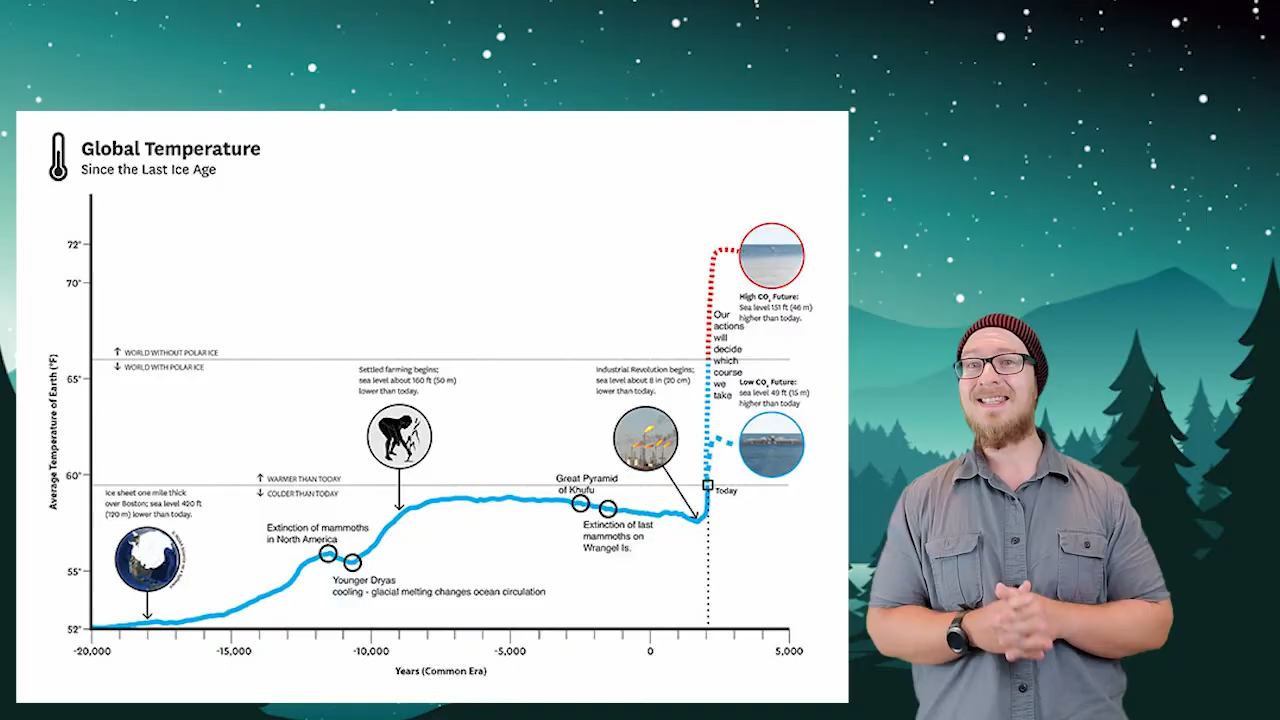 Global Temperature
Since the Last Ice Age
Average Temperature of Earth (°F)
72°
70°
65°
60°
55°
52°
↑ WORLD WITHOUT POLAR ICE
↓ WORLD WITH POLAR ICE
↑ WARMER THAN TODAY
↓ COLDER THAN TODAY
Ice sheet one mile thick
over Boston; sea level 420 ft
(120 m) lower than today.
Extinction of mammoths
in North America
Younger Dryas
cooling - glacial melting changes ocean circulation
Settled farming begins;
sea level about 160 ft (50 m)
lower than today.
Great Pyramid
of Khufu
Extinction of last
mammoths on
Wrangel Is.
Industrial Revolution begins;
sea level about 8 in (20 cm)
lower than today.
Today
Our
actions
will
decide
which
course
we
take
High CO₂ Future:
Sea level 151 ft (46 m)
higher than today.
Low CO₂ Future:
sea level 49 ft (15 m)
higher than today
-20,000
-15,000
-10,000
-5,000
0
5,000
Years (Common Era)